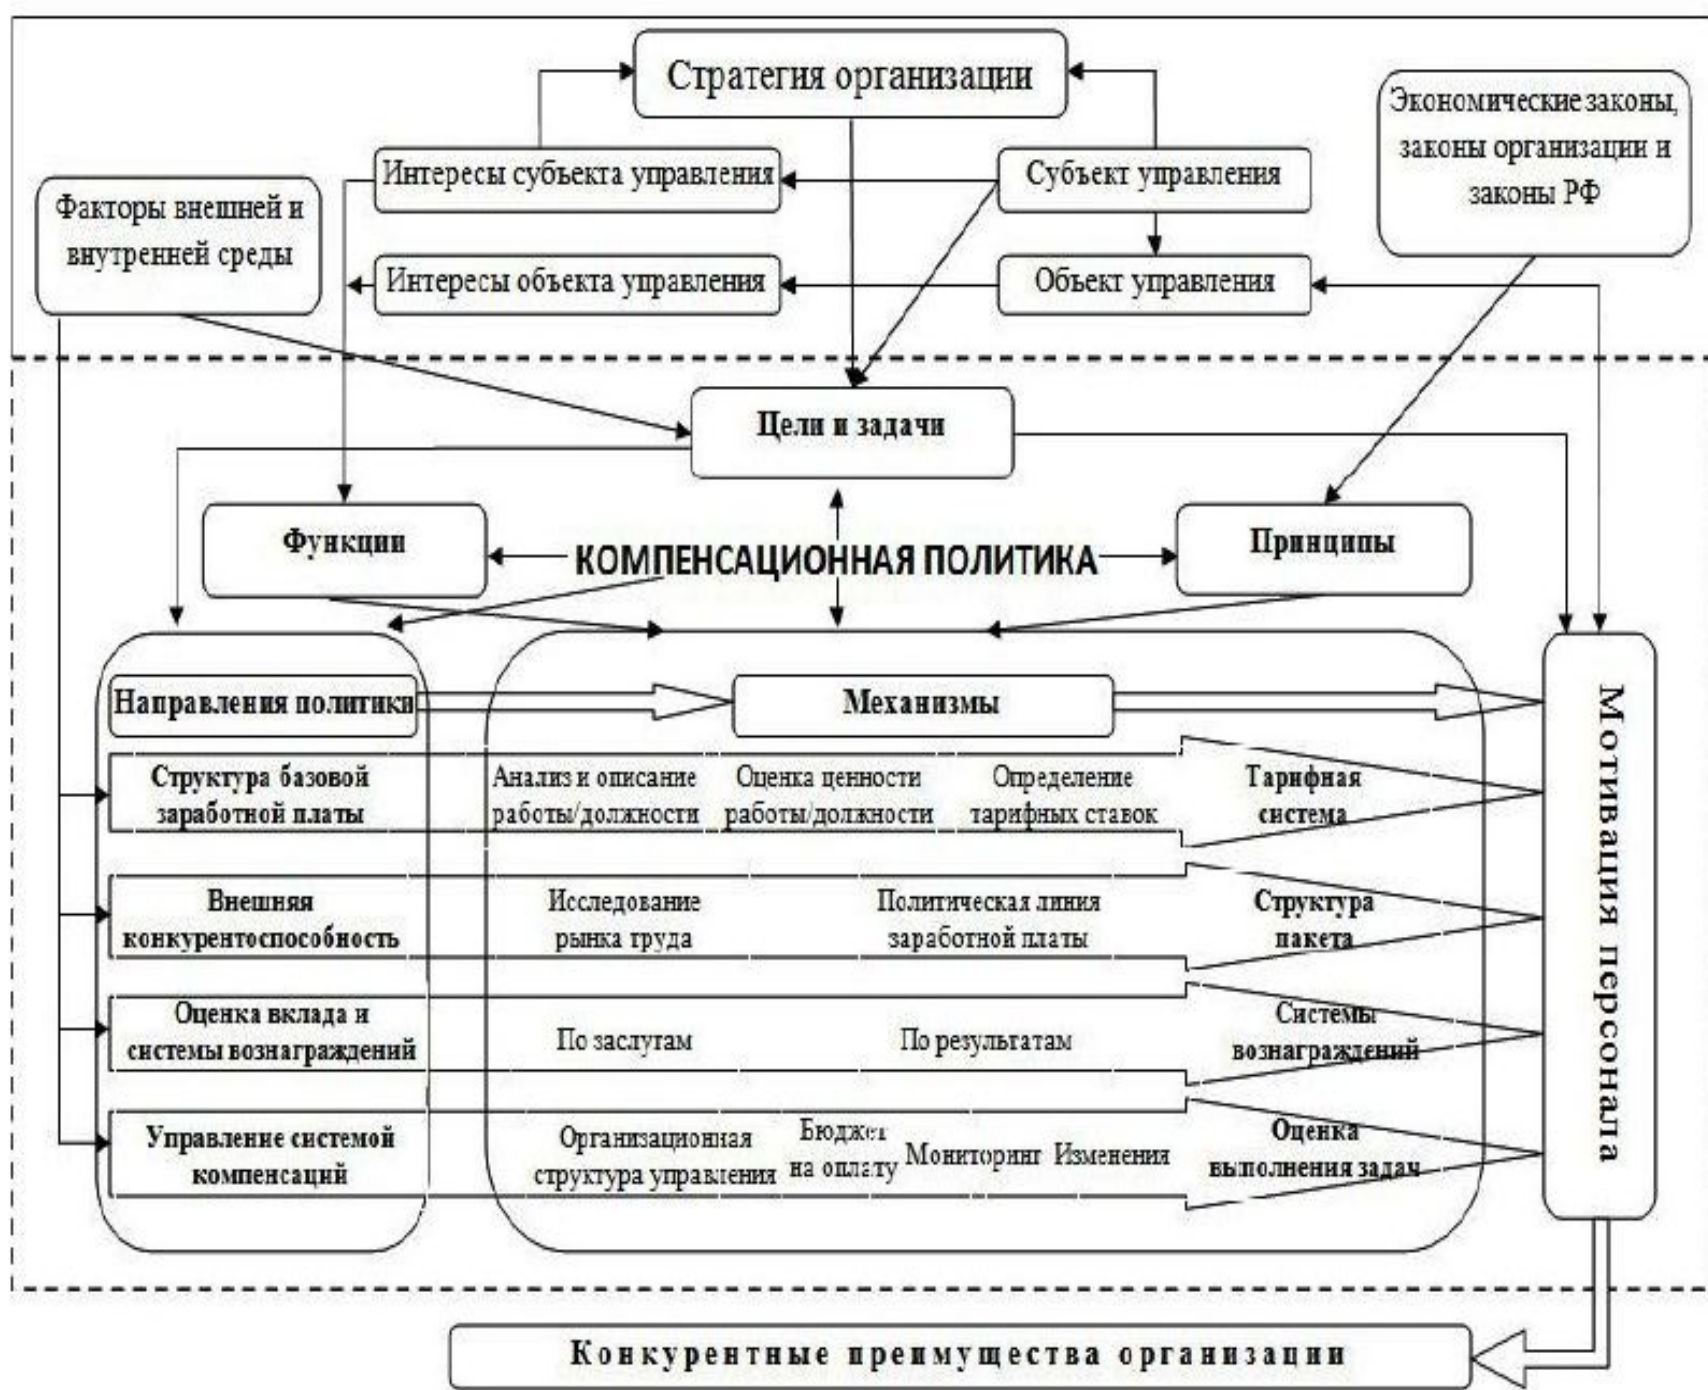 Стратегия организации
Экономические законы,
законы организации и
законы РФ
Интересы субъекта управления
Субъект управления
Факторы внешней и
внутренней среды
Интересы объекта управления
Объект управления
Цели и задачи
Функции
КОМПЕНСАЦИОННАЯ ПОЛИТИКА
Принципы
Направления политики
Механизмы
Мотивация персонала
Структура базовой
заработной платы
Анализ и описание
работы/должности
Оценка ценности
работы/должности
Определение
тарифных ставок
Тарифная
система
Внешняя
конкурентоспособность
Исследование
рынка труда
Политическая линия
заработной платы
Структура
пакета
Оценка вклада и
системы вознаграждений
По заслугам
По результатам
Системы
вознаграждений
Управление системой
компенсаций
Организационная
структура управления
Бюджет
на оплату
Мониторинг
Изменения
Оценка
выполнения задач
Конкурентные преимущества организации